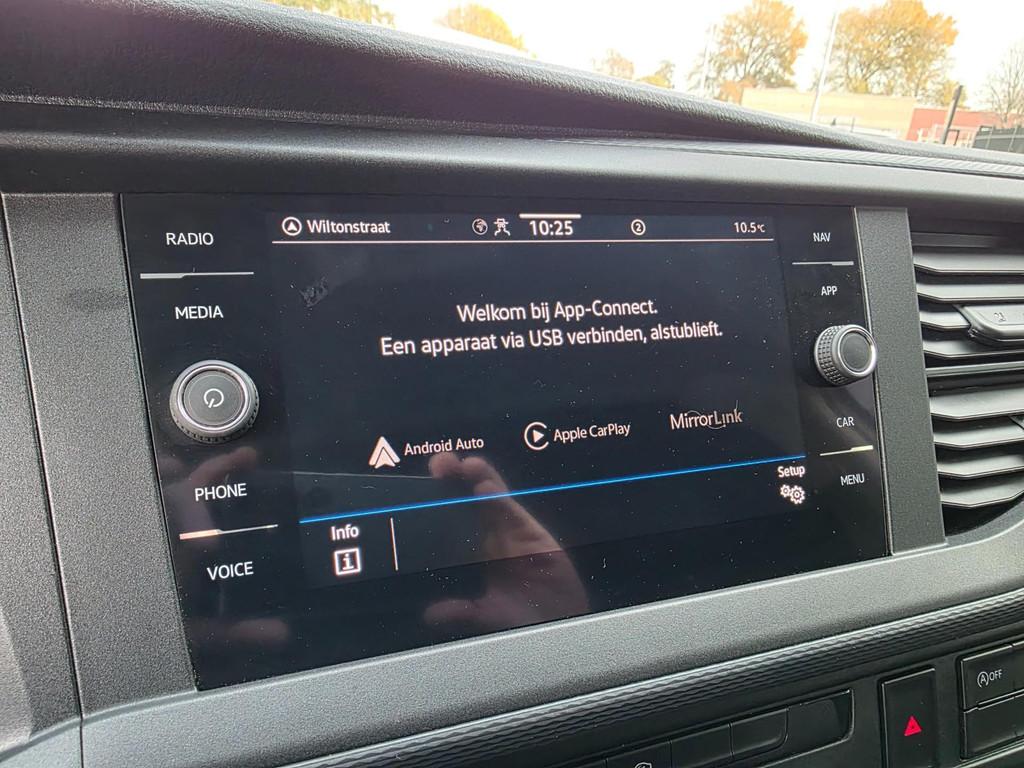 RADIO
MEDIA
PHONE
VOICE
Wiltonstraat
10:25
2
10.5°C
Welkom bij App-Connect.
Een apparaat via USB verbinden, alstublieft.
Android Auto
Apple CarPlay
MirrorLink
Info
i
Setup
NAV
APP
CAR
MENU
A OFF